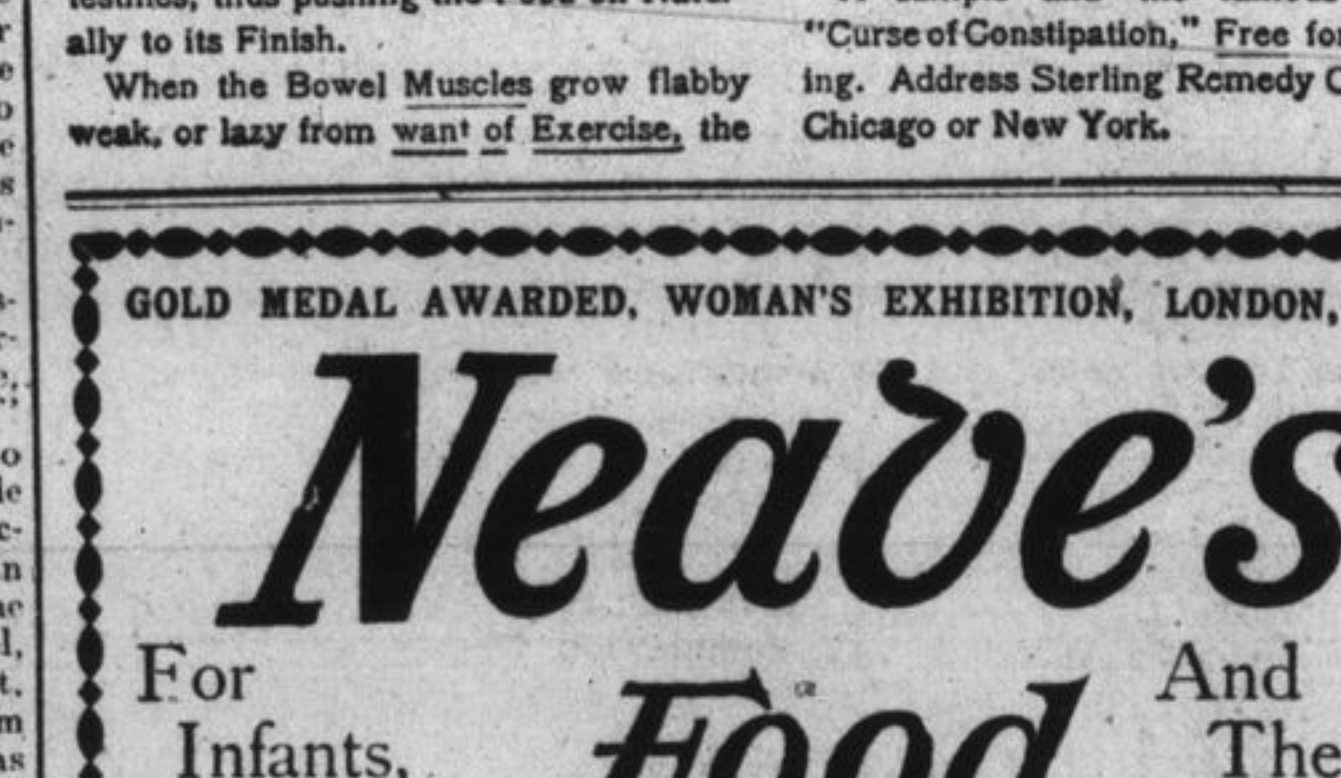 ally to its Finish.
When the Bowel Muscles grow flabby
weak, or lazy from want of Exercise, the
"Curse of Constipation," Free for
ing. Address Sterling Remedy
Chicago or New York.
GOLD MEDAL AWARDED, WOMAN'S EXHIBITION, LONDON,
Neave's
For
Infants,
Food
And
The